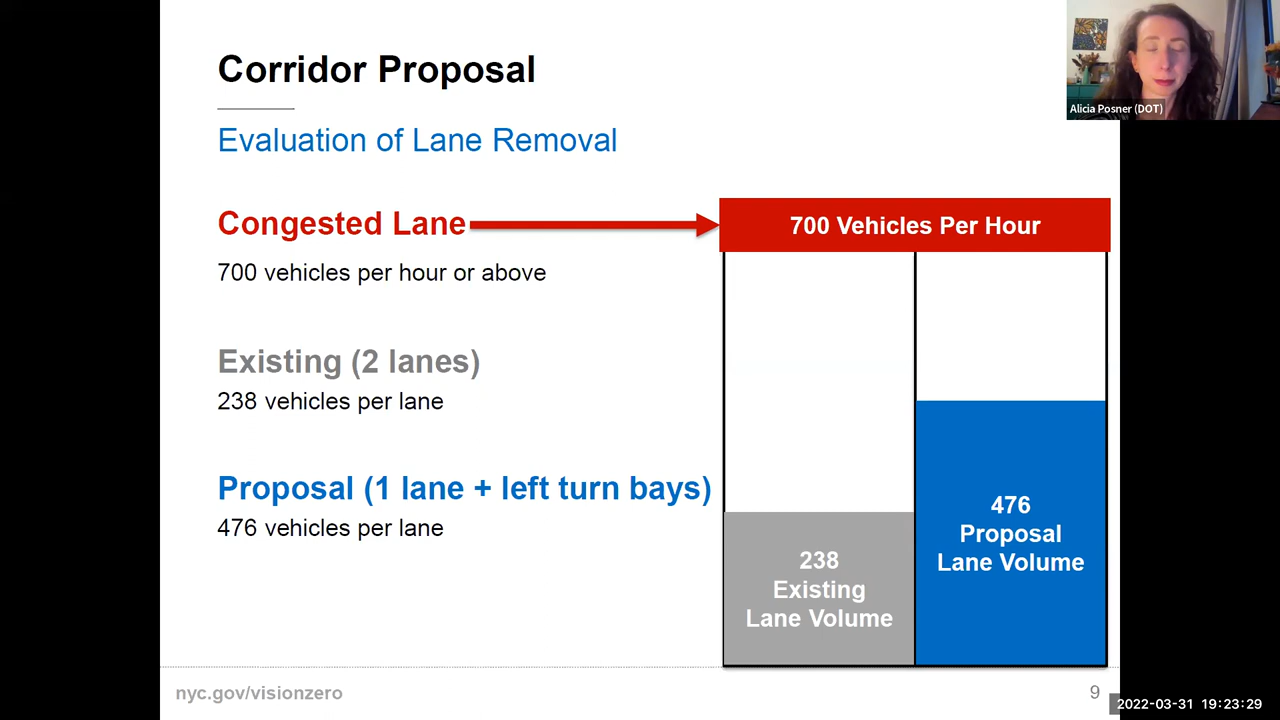 Corridor Proposal
Evaluation of Lane Removal
Congested Lane
700 vehicles per hour or above
Existing (2 lanes)
238 vehicles per lane
Proposal (1 lane + left turn bays)
476 vehicles per lane
700 Vehicles Per Hour
238
Existing
Lane Volume
476
Proposal
Lane Volume
nyc.gov/visionzero
9
Alicia Posner (DOT)
2022-03-31 19:23:29